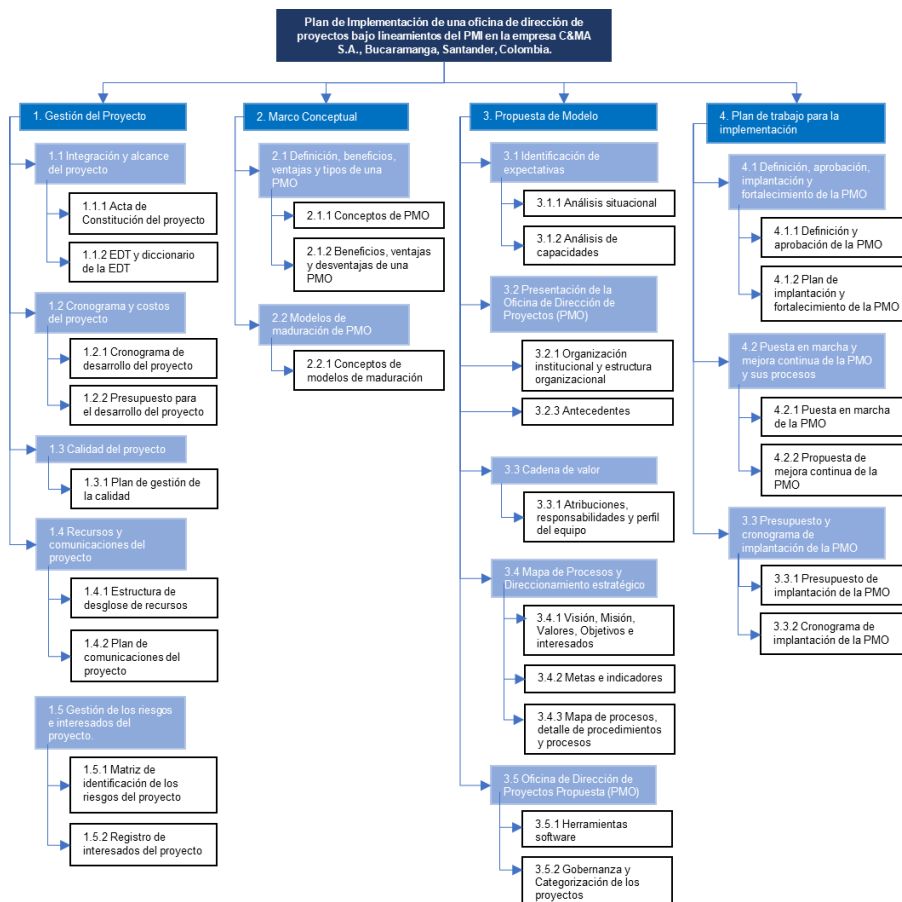 Plan de Implementación de una oficina de dirección de
proyectos bajo lineamientos del PMI en la empresa C&MA
S.A., Bucaramanga, Santander, Colombia.
1. Gestión del Proyecto
1.1 Integración y alcance
del proyecto
1.1.1 Acta de
Constitución del proyecto
1.1.2 EDT y diccionario
de la EDT
1.2 Cronograma y costos
del proyecto
1.2.1 Cronograma de
desarrollo del proyecto
1.2.2 Presupuesto para
el desarrollo del proyecto
1.3 Calidad del proyecto
1.3.1 Plan de gestión de
la calidad
1.4 Recursos y
comunicaciones del
proyecto
1.4.1 Estructura de
desglose de recursos
1.4.2 Plan de
comunicaciones del
proyecto
1.5 Gestión de los riesgos
e interesados del
proyecto.
1.5.1 Matriz de
identificación de los
riesgos del proyecto
1.5.2 Registro de
interesados del proyecto
2. Marco Conceptual
2.1 Definición, beneficios,
ventajas y tipos de una
PMO
2.1.1 Conceptos de PMO
2.1.2 Beneficios, ventajas
y desventajas de una
PMO
2.2 Modelos de
maduración de PMO
2.2.1 Conceptos de
modelos de maduración
3. Propuesta de Modelo
3.1 Identificación de
expectativas
3.1.1 Análisis situacional
3.1.2 Análisis de
capacidades
3.2 Presentación de la
Oficina de Dirección de
Proyectos (PMO)
3.2.1 Organización
institucional y estructura
organizacional
3.2.3 Antecedentes
3.3 Cadena de valor
3.3.1 Atribuciones,
responsabilidades y perfil
del equipo
3.4 Mapa de Procesos y
Direccionamiento estratégico
3.4.1 Visión, Misión,
Valores, Objetivos e
interesados
3.4.2 Metas e indicadores
3.4.3 Mapa de procesos,
detalle de procedimientos
y procesos
3.5 Oficina de Dirección de
Proyectos Propuesta (PMO)
3.5.1 Herramientas
software
3.5.2 Gobernanza y
Categorización de los
proyectos
4. Plan de trabajo para la
implementación
4.1 Definición, aprobación,
implantación y
fortalecimiento de la PMO
4.1.1 Definición y
aprobación de la PMO
4.1.2 Plan de
implantación y
fortalecimiento de la PMO
4.2 Puesta en marcha y
mejora continua de la PMO
y sus procesos
4.2.1 Puesta en marcha
de la PMO
4.2.2 Propuesta de
mejora continua de la
PMO
3.3 Presupuesto y
cronograma de
implantación de la PMO
3.3.1 Presupuesto de
implantación de la PMO
3.3.2 Cronograma de
implantación de la PMO